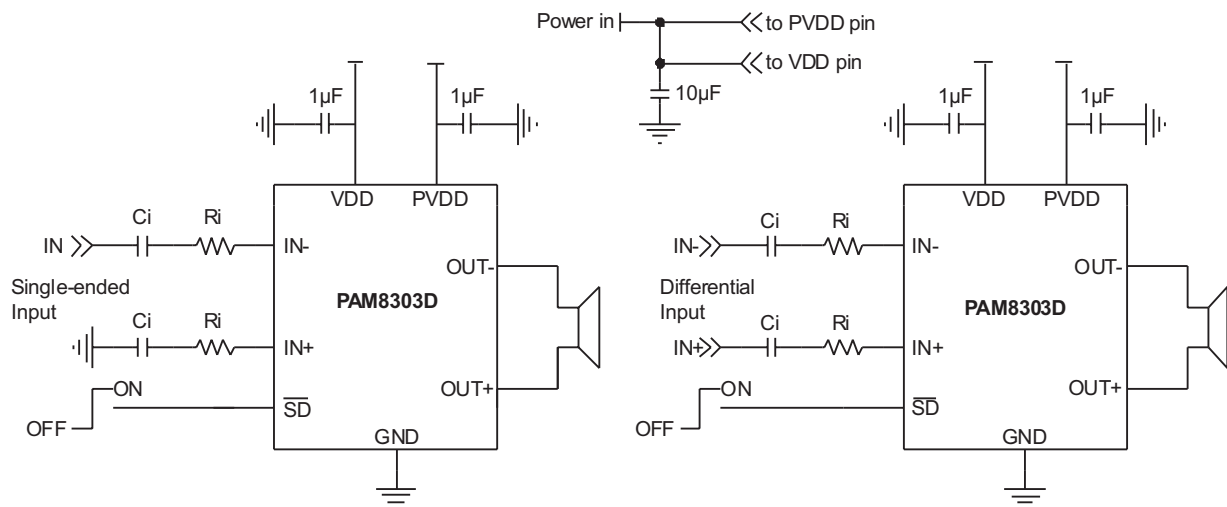 Power in
to PVDD pin
to VDD pin
10µF
1µF
1µF
VDD
PVDD
Ci
Ri
IN
IN-
Single-ended
Input
OUT-
PAM8303D
Ci
Ri
IN+
ON
OUT+
OFF
SD
GND
1µF
1µF
VDD
PVDD
Ci
Ri
IN-
IN-
Differential
Input
OUT-
PAM8303D
Ci
Ri
IN+
IN+
ON
OUT+
OFF
SD
GND